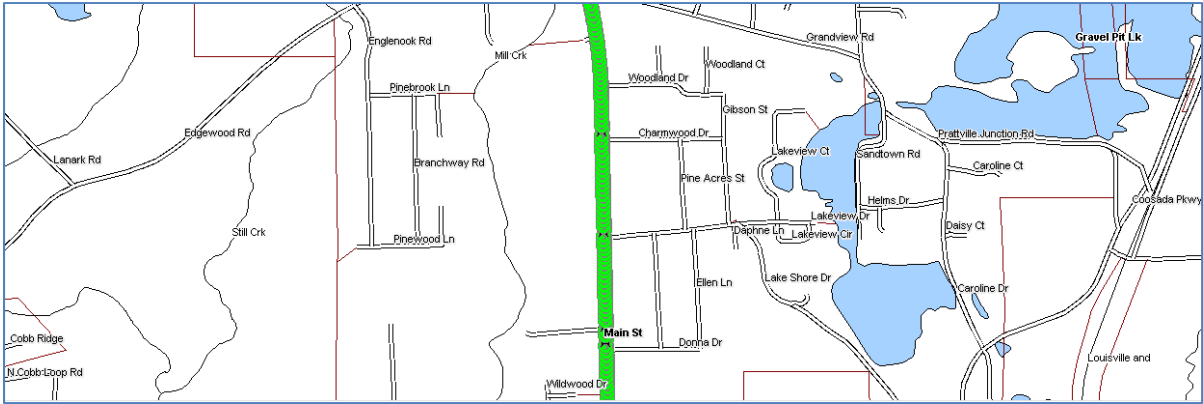 Englenook Rd
Grandview Rd
Gravel Pit Lk
Mill Crk
Woodland Ct
Woodland Dr
Pinebrook Ln
Gibson St
Edgewood Rd
Charmwood Dr
Prattville Junction Rd
Lanark Rd
Branchway Rd
Lakeview Ct
Sandtown Rd
Caroline Ct
Pine Acres St
Helms Dr
Coosada Pkwy
Lakeview Dr
Still Crk
Pinewood Ln
Daphne Ln
Lakeview Cir
Daisy Ct
Ellen Ln
Lake Shore Dr
Caroline Dr
Main St
Cobb Ridge
Donna Dr
Louisville and
N Cobb Loop Rd
Wildwood Dr